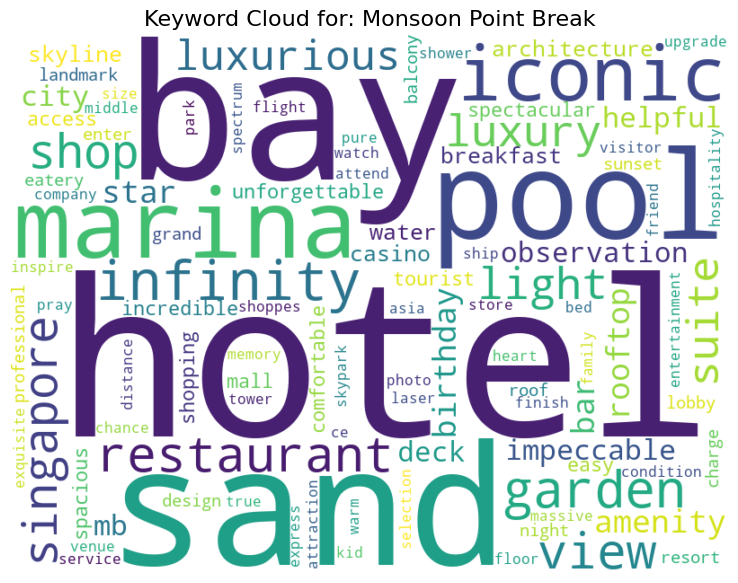 Keyword Cloud for: Monsoon Point Break
skyline
landmark
city
size
middle
access
enter
shop
eatery
company
star
bay
park
spectrum
flight
luxurious
balcony
shower
pure
watch
attend
unforgettable
iconic
architecture
upgrade
spectacular
luxury
helpful
breakfast
visitor
sunset
hospitality
friend
pool
marina
grand
water
casino
ship
observation
inspire
infinity
tourist
light
pray
incredible
shoppes
asia
store
bed
entertainment
suite
hotel
singapore
professional
exquisite
distance
shopping
memory
mall
tower
comfortable
skypark
photo
laser
birthday
heart
roof
finish
bar
family
rooftop
lobby
chance
restaurant
ce
deck
impeccable
easy
condition
charge
spacious
mb
venue
service
design
true
sand
express
attraction
warm
kid
selection
garden
massive
night
amenity
floor
view
resort